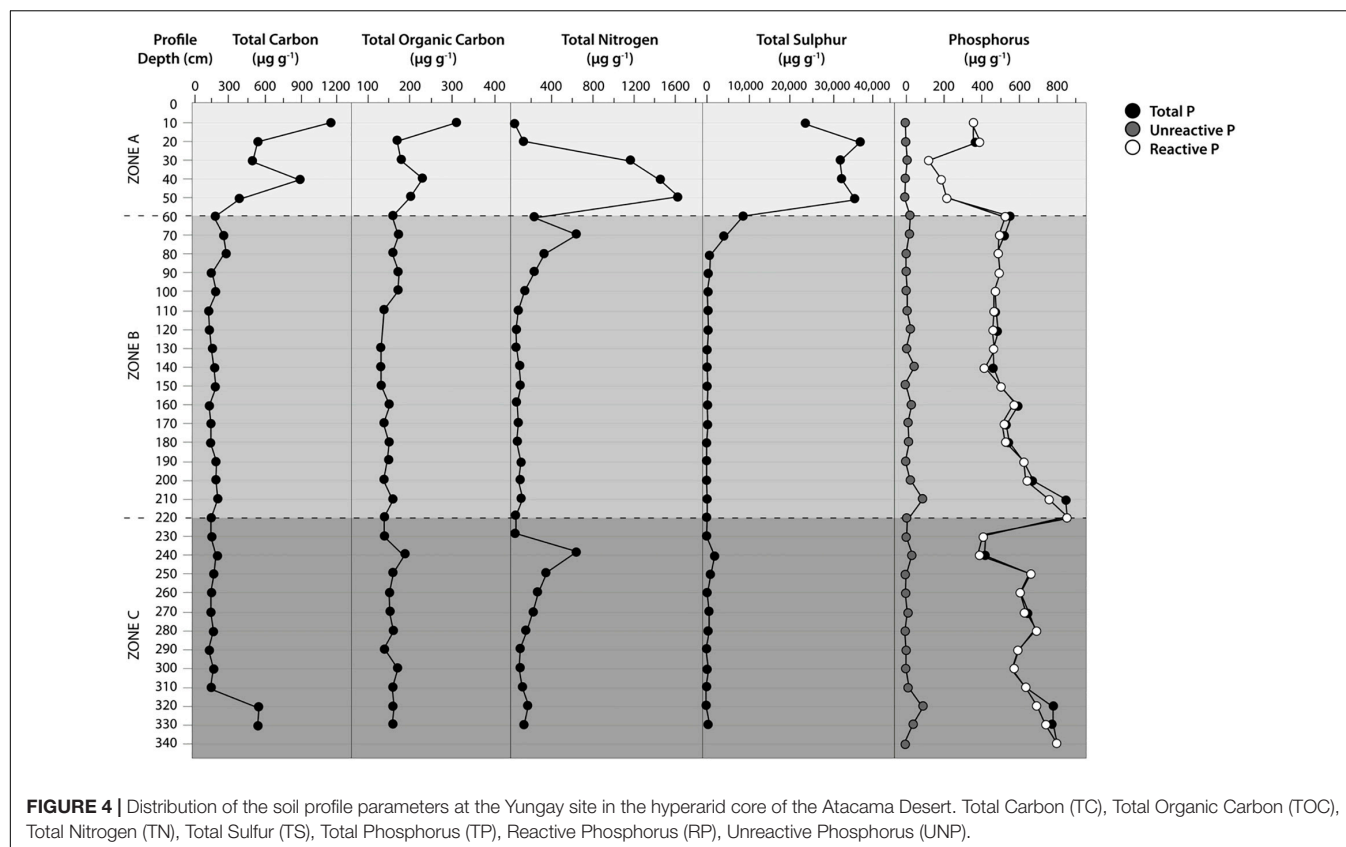 Profile Depth (cm)
Total Carbon (µg g⁻¹)
Total Organic Carbon (µg g⁻¹)
Total Nitrogen (µg g⁻¹)
Total Sulphur (µg g⁻¹)
Phosphorus (µg g⁻¹)
0 300 600 900 1200
100 200 300 400
400 800 1200 1600
0 10,000 20,000 30,000 40,000
0 200 400 600 800
Total P
Unreactive P
Reactive P
ZONE A
ZONE B
ZONE C
0
10
20
30
40
50
60
70
80
90
100
110
120
130
140
150
160
170
180
190
200
210
220
230
240
250
260
270
280
290
300
310
320
330
340
FIGURE 4 | Distribution of the soil profile parameters at the Yungay site in the hyperarid core of the Atacama Desert. Total Carbon (TC), Total Organic Carbon (TOC),
Total Nitrogen (TN), Total Sulfur (TS), Total Phosphorus (TP), Reactive Phosphorus (RP), Unreactive Phosphorus (UNP).